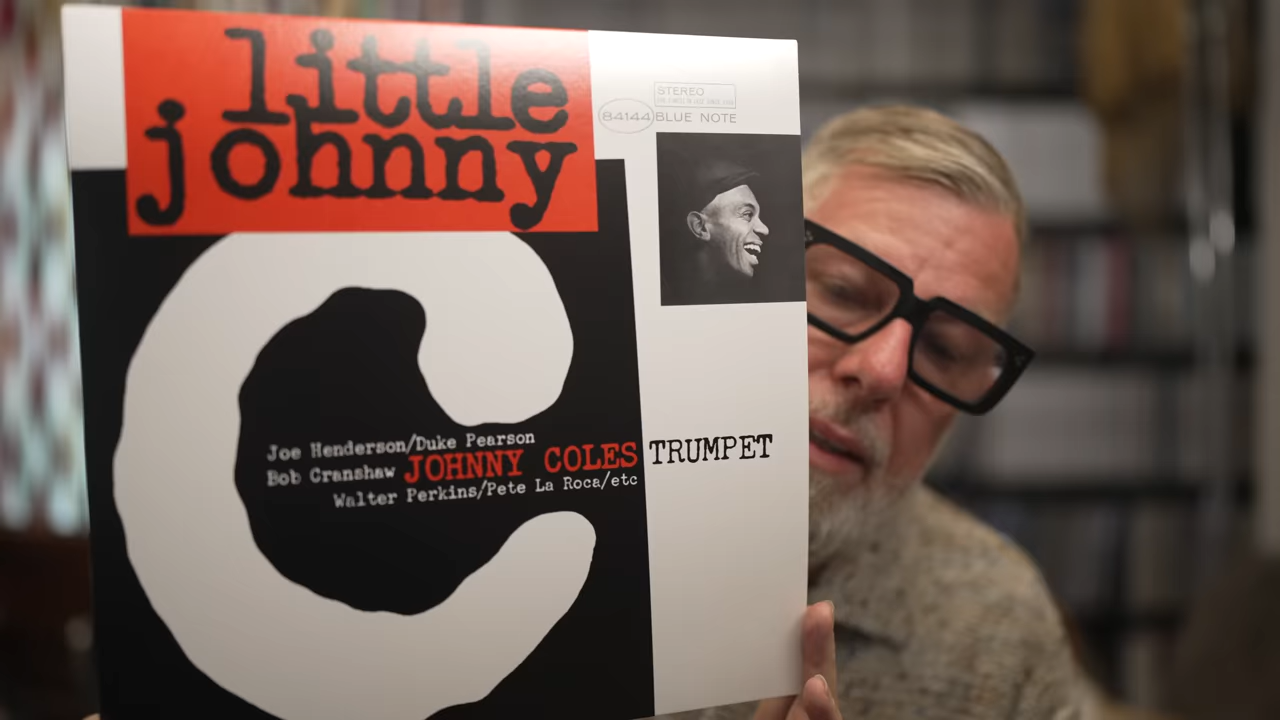 little
johnny
C
STEREO
84144 BLUE NOTE
Joe Henderson/Duke Pearson
Bob Cranshaw JOHNNY COLES TRUMPET
Walter Perkins/Pete La Roca/etc